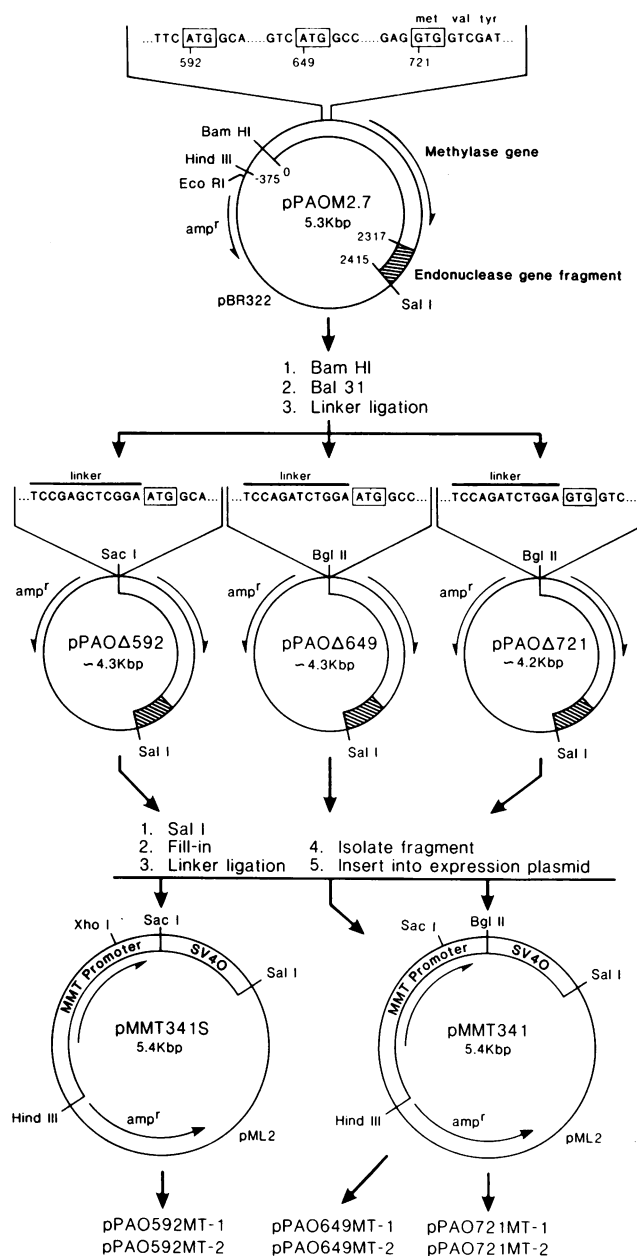 met val tyr
...TTC ATG GCA.....GTC ATG GCC.....GAG GTG GTCGAT...
592 649 721
Bam HI
Hind III
Eco RI
-375
0
ampr
pPAOM2.7
5.3Kbp
Methylase gene
2317
2415
Endonuclease gene fragment
Sal I
pBR322
1. Bam HI
2. Bal 31
3. Linker ligation
linker
...TCCGAGCTCGGA ATG GCA...
linker
...TCCAGATCTGGA ATG GCC...
linker
...TCCAGATCTGGA GTG GTC...
Sac I
ampr
pPAOΔ592
~4.3Kbp
Sal I
Bgl II
ampr
pPAOΔ649
~4.3Kbp
Sal I
Bgl II
ampr
pPAOΔ721
~4.2Kbp
Sal I
1. Sal I
2. Fill-in
3. Linker ligation
4. Isolate fragment
5. Insert into expression plasmid
Xho I
Sac I
MMT Promoter
SV40
Sal I
pMMT341S
5.4Kbp
Hind III
ampr
pML2
Sac I
Bgl II
MMT Promoter
SV40
Sal I
pMMT341
5.4Kbp
Hind III
ampr
pML2
pPAO592MT-1
pPAO592MT-2
pPAO649MT-1
pPAO649MT-2
pPAO721MT-1
pPAO721MT-2